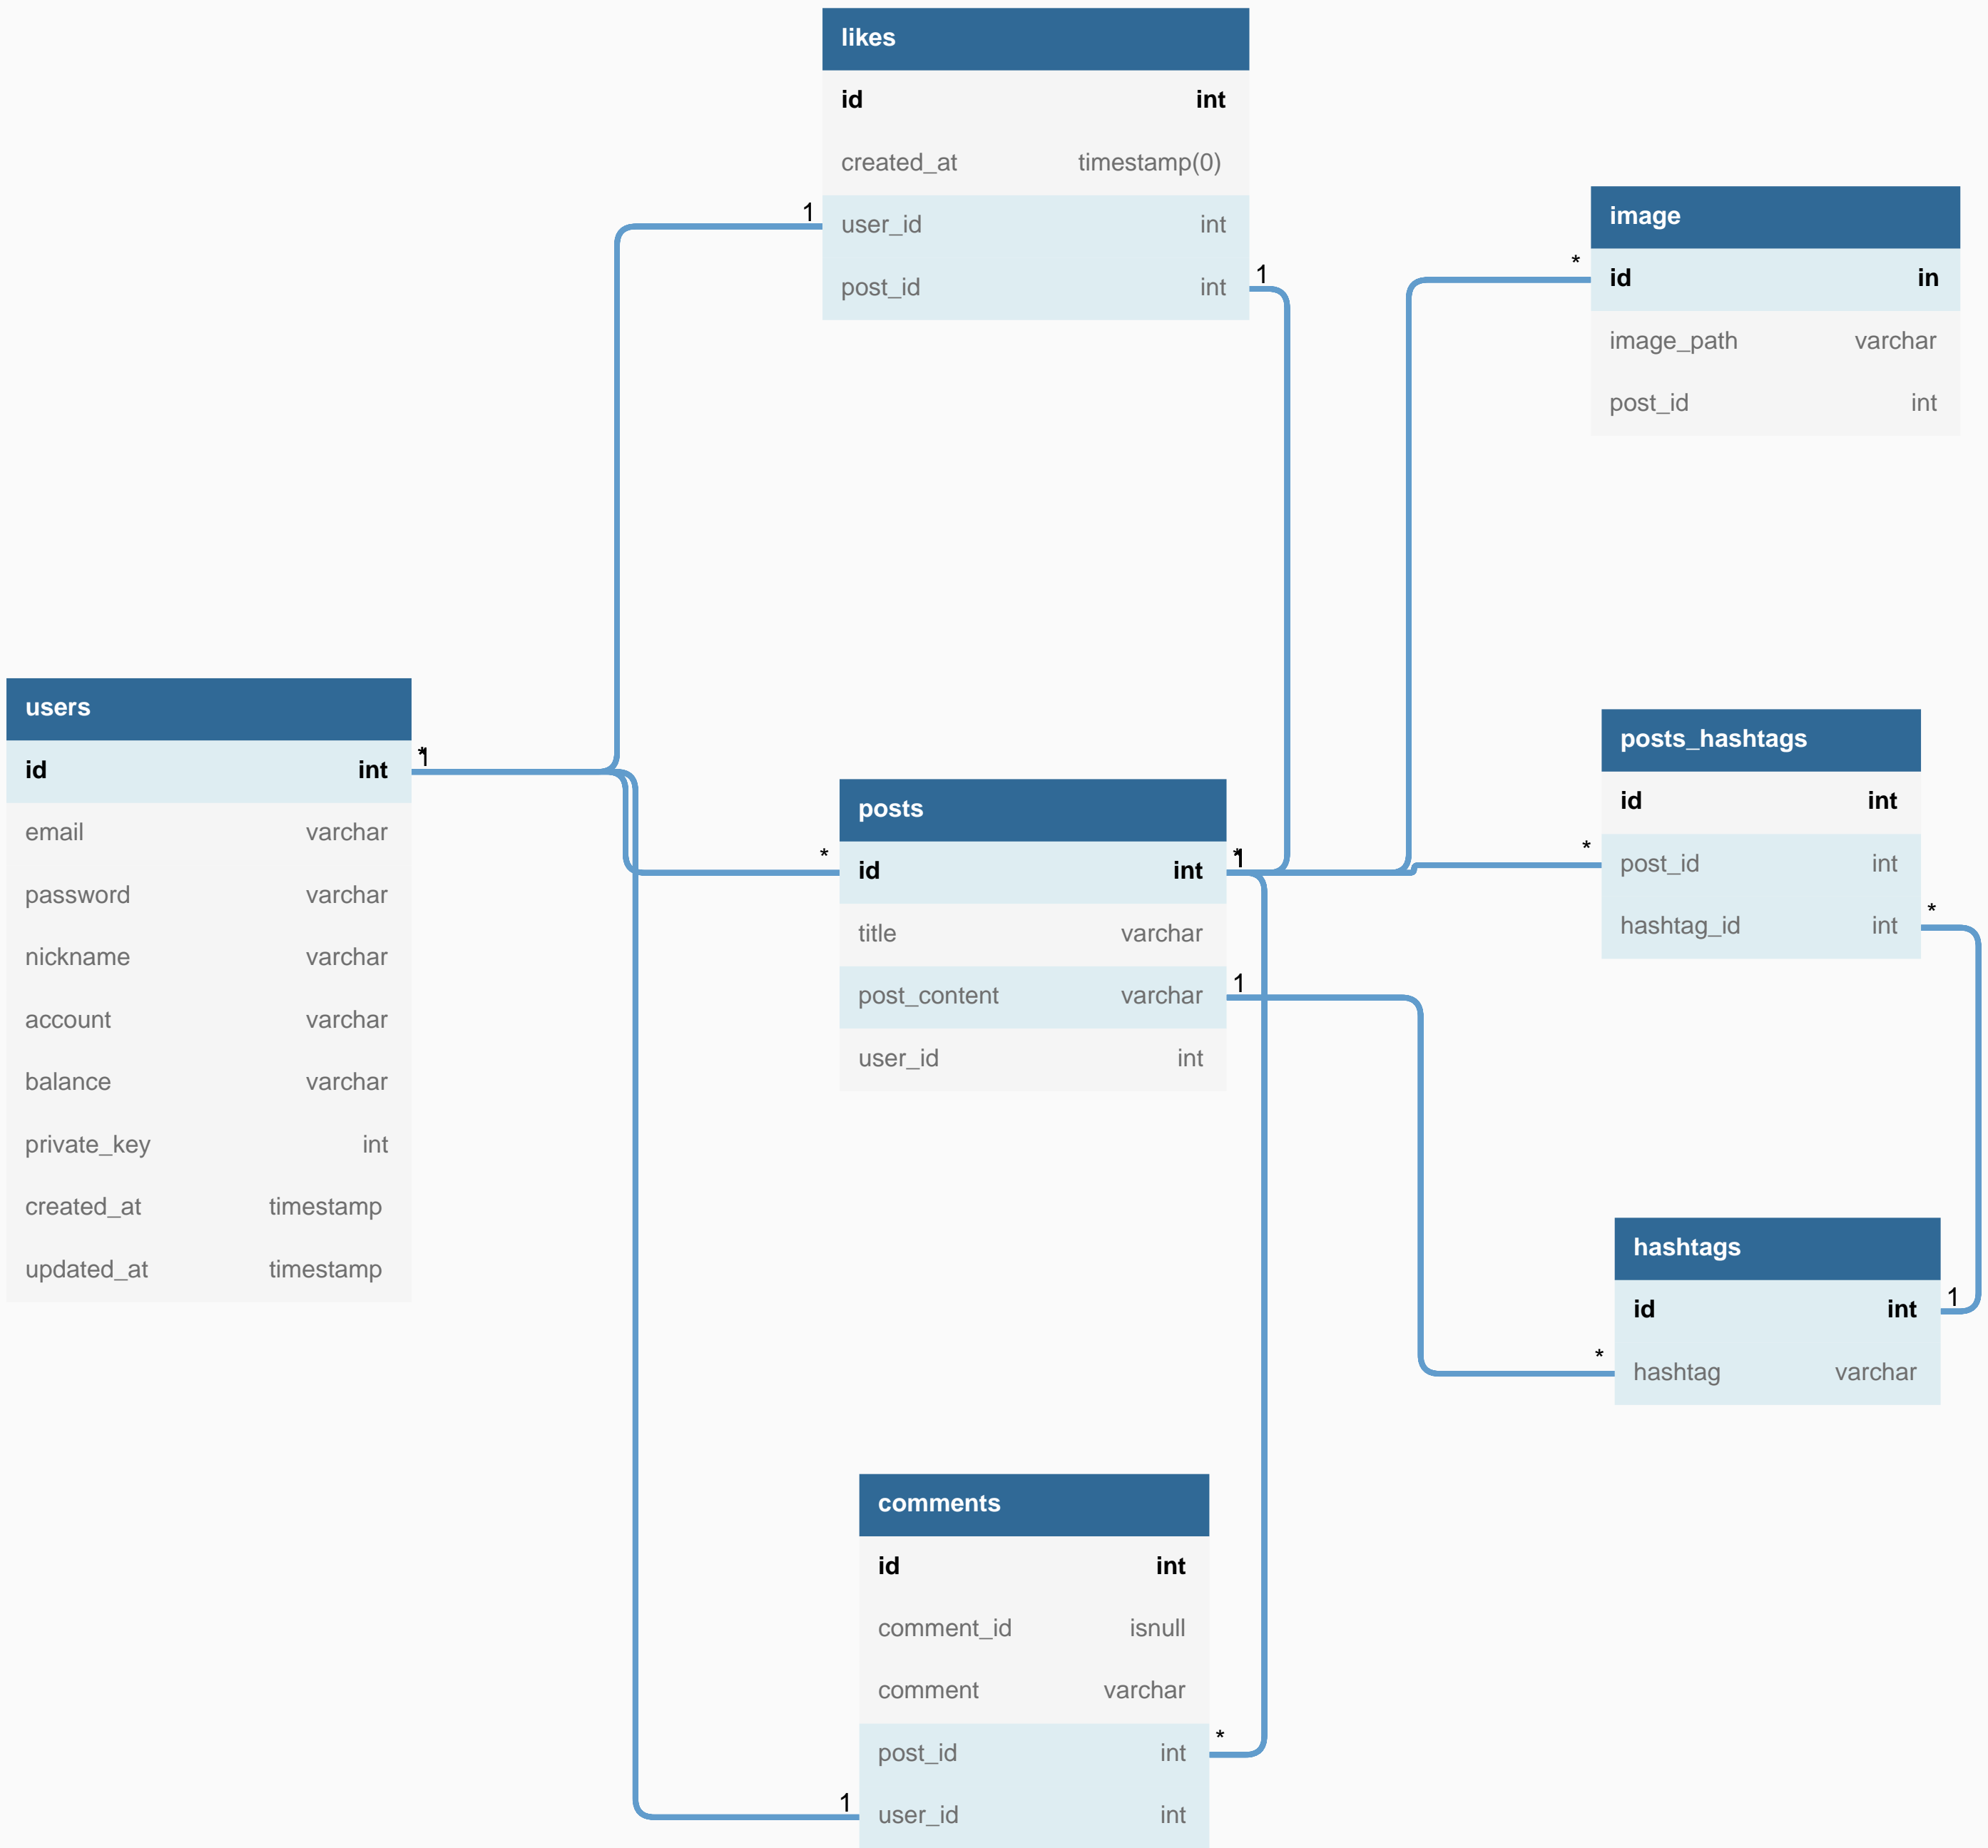 likes
id int
created_at timestamp(0)
1 user_id int
post_id int 1
image
* id in
image_path varchar
post_id int
users
id int *1
email varchar
password varchar
nickname varchar
account varchar
balance varchar
private_key int
created_at timestamp
updated_at timestamp
posts
* id int *1
title varchar
post_content varchar 1
user_id int
posts_hashtags
id int
* post_id int
hashtag_id int *
hashtags
id int 1
* hashtag varchar
comments
id int
comment_id isnull
comment varchar
post_id int *
1 user_id int